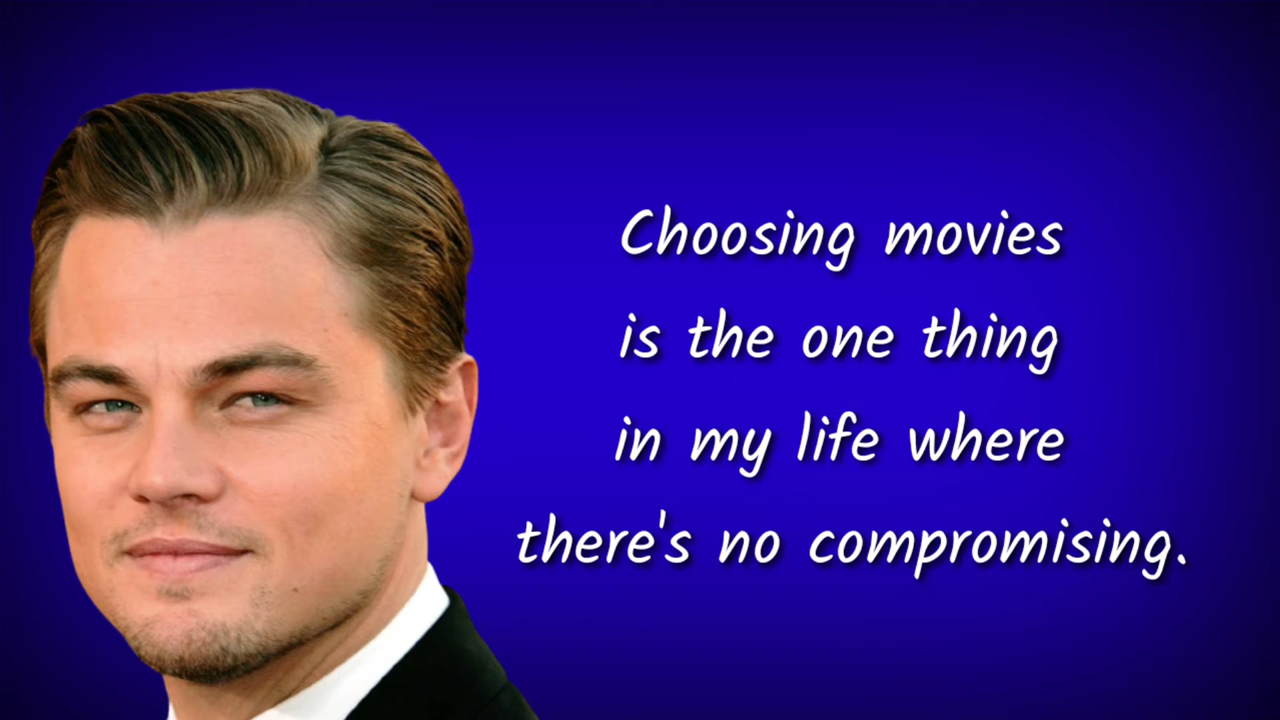 Choosing movies
is the one thing
in my life where
there's no compromising.